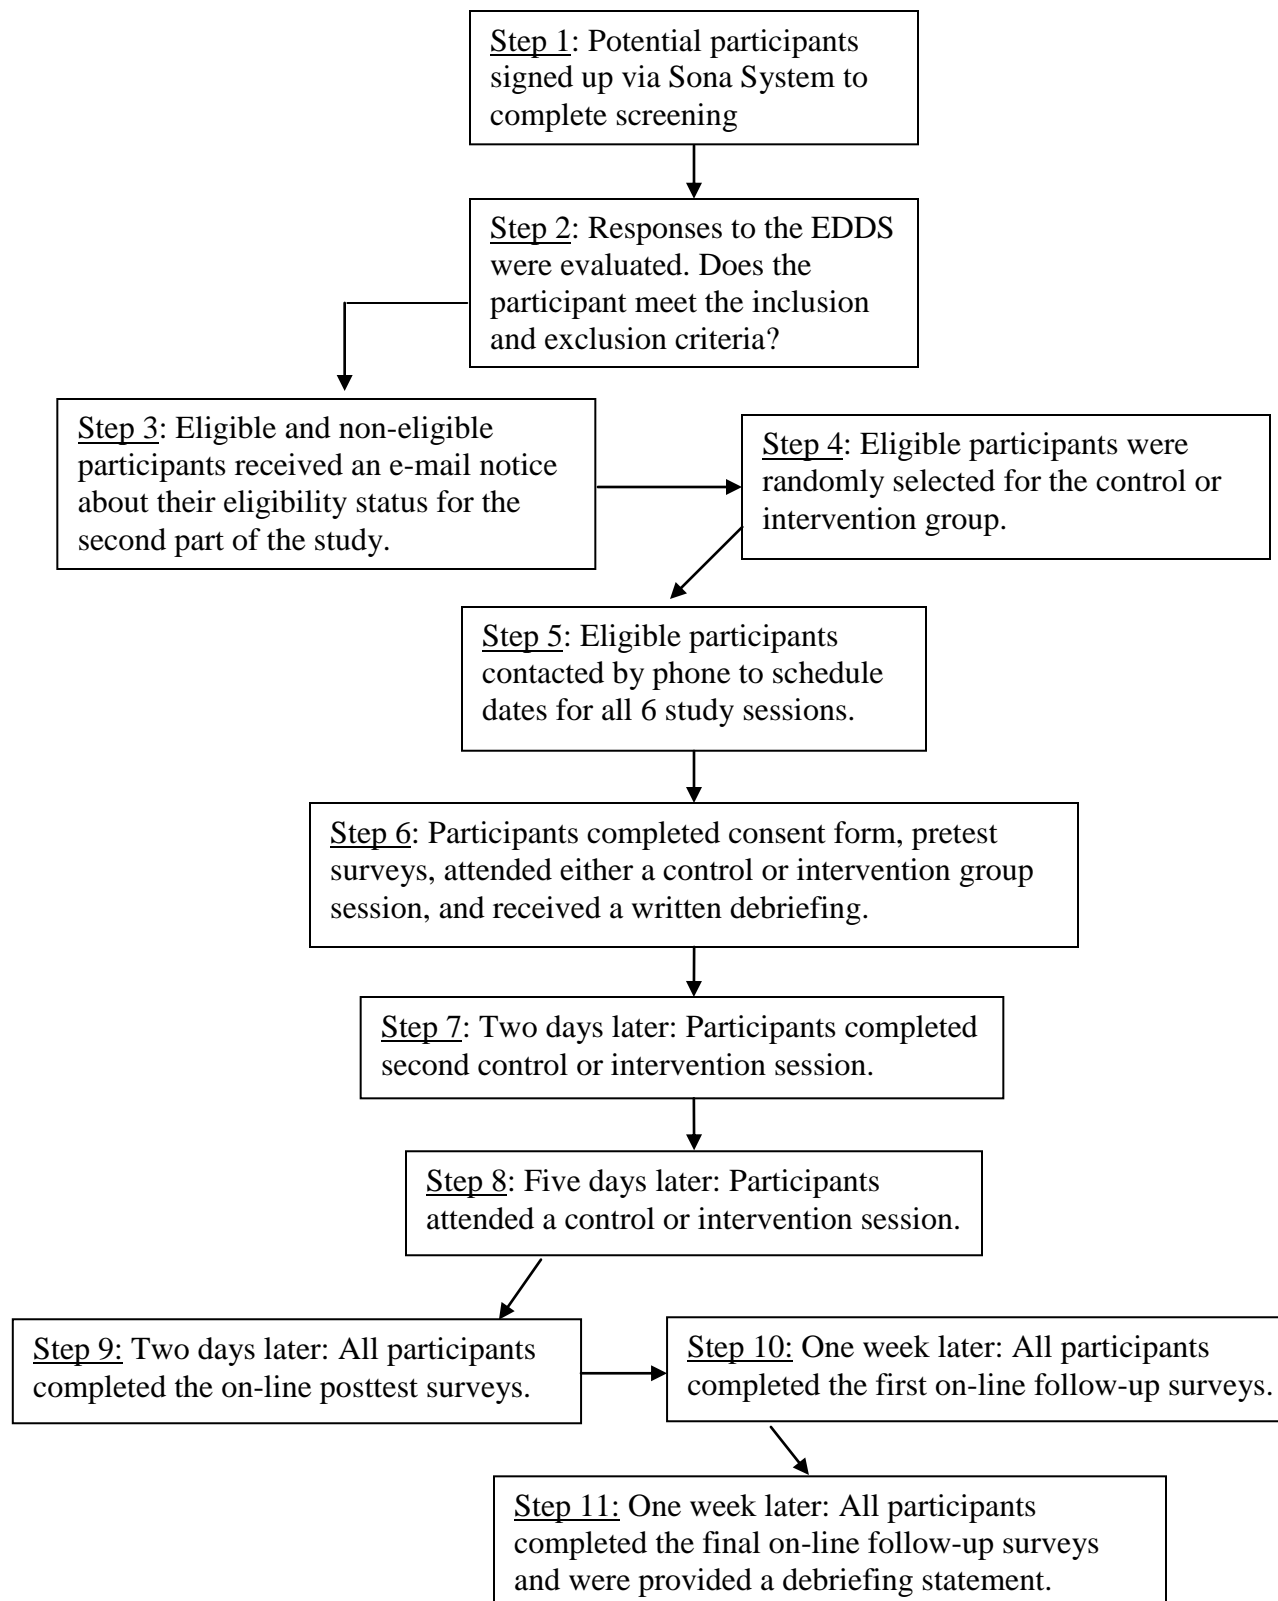 Step 1: Potential participants
signed up via Sona System to
complete screening
Step 2: Responses to the EDDS
were evaluated. Does the
participant meet the inclusion
and exclusion criteria?
Step 3: Eligible and non-eligible
participants received an e-mail notice
about their eligibility status for the
second part of the study.
Step 4: Eligible participants were
randomly selected for the control or
intervention group.
Step 5: Eligible participants
contacted by phone to schedule
dates for all 6 study sessions.
Step 6: Participants completed consent form, pretest
surveys, attended either a control or intervention group
session, and received a written debriefing.
Step 7: Two days later: Participants completed
second control or intervention session.
Step 8: Five days later: Participants
attended a control or intervention session.
Step 9: Two days later: All participants
completed the on-line posttest surveys.
Step 10: One week later: All participants
completed the first on-line follow-up surveys.
Step 11: One week later: All participants
completed the final on-line follow-up surveys
and were provided a debriefing statement.